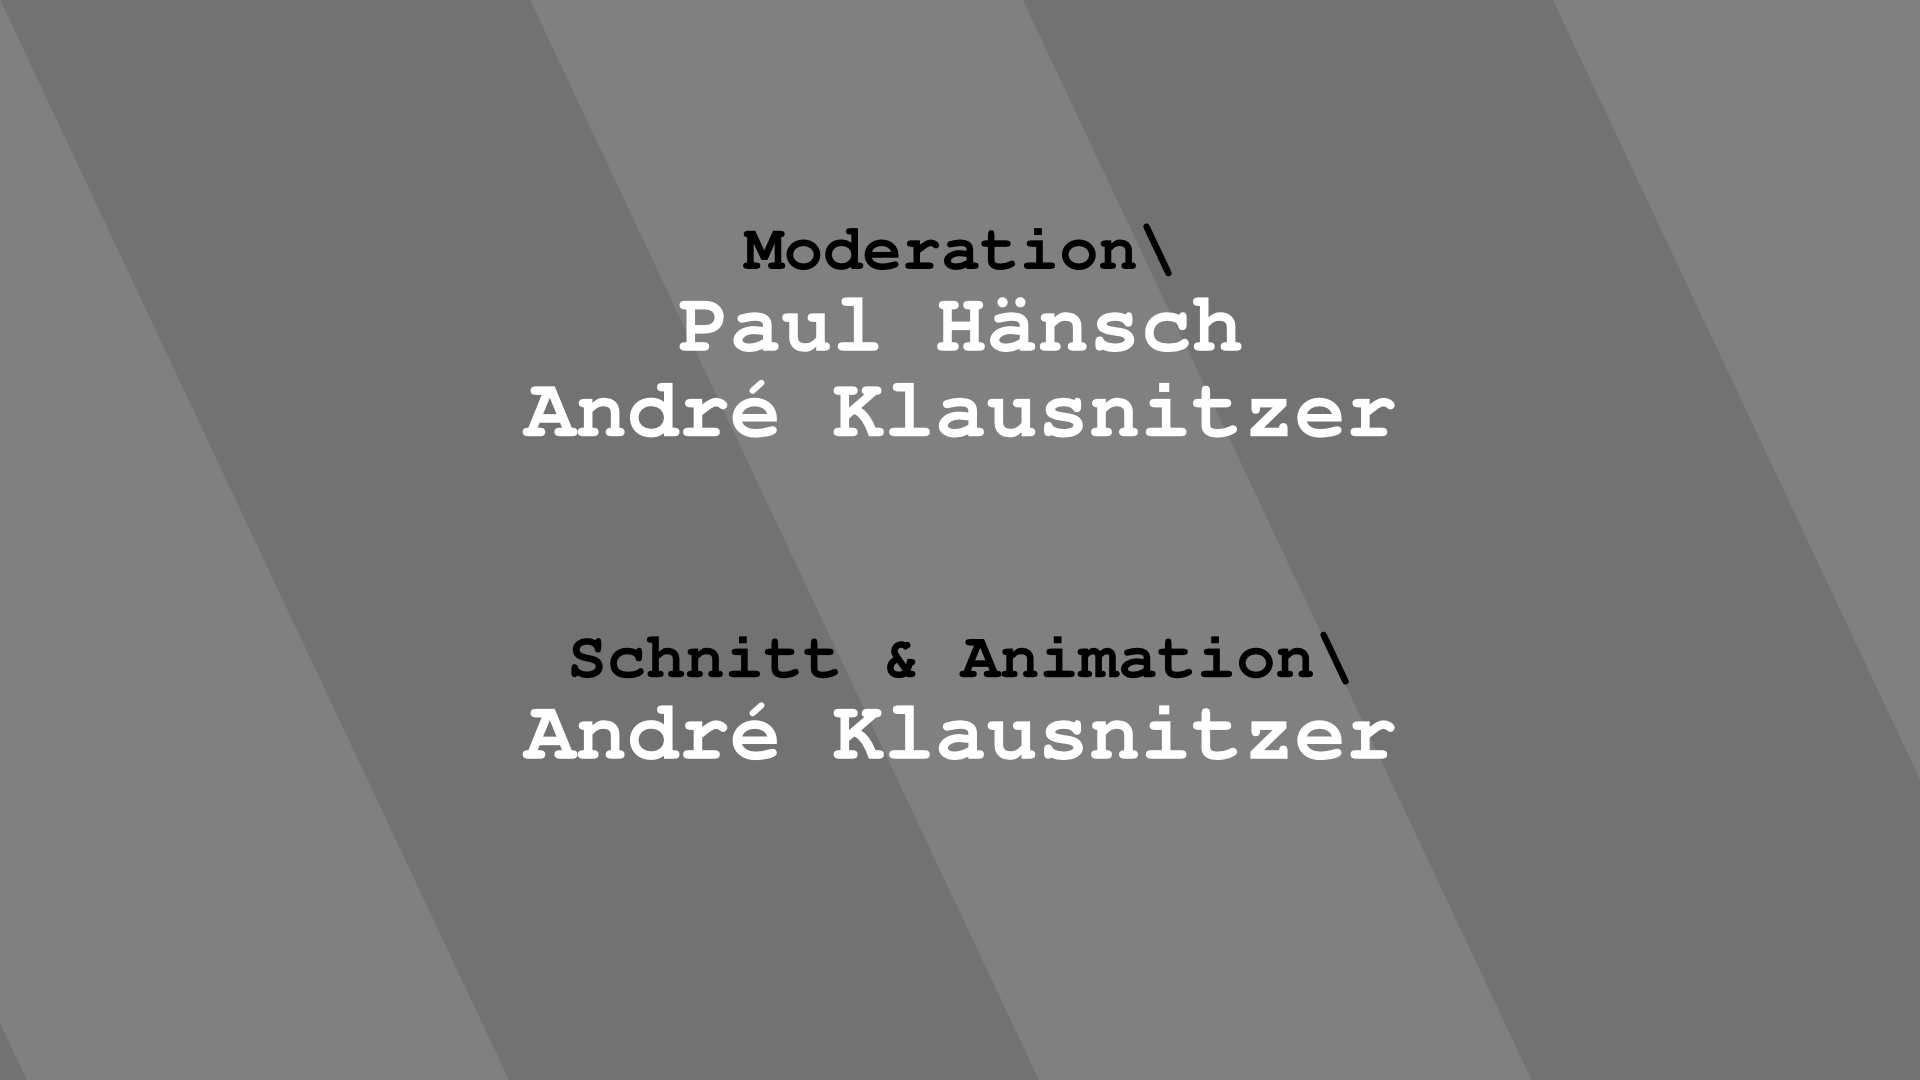 Moderation\
Paul Hänsch
André Klausnitzer
Schnitt & Animation\
André Klausnitzer